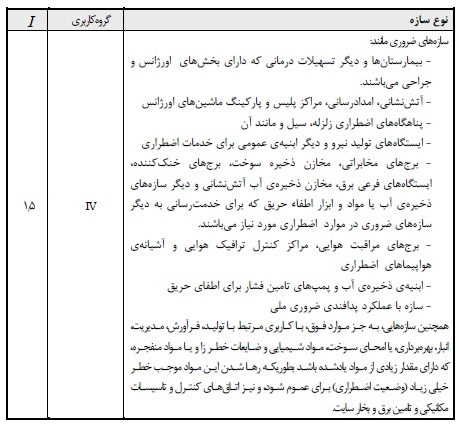 نوع سازه
گروه‌کاربری
I
سازه‌های ضروری مانند:
- بیمارستان‌ها و دیگر تسهیلات درمانی که دارای بخش‌های اورژانس و
جراحی می‌باشند.
- آتش‌نشانی، امدادرسانی، مراکز پلیس و پارکینگ ماشین‌های اورژانس
- پناهگاه‌های اضطراری زلزله، سیل و مانند آن
- ایستگاه‌های تولید نیرو و دیگر ابنیه‌ی عمومی برای خدمات اضطراری
- برج‌های مخابراتی، مخازن ذخیره سوخت، برج‌های خنک‌کننده،
ایستگاه‌های فرعی برق، مخازن ذخیره‌ی آب آتش‌نشانی و دیگر سازه‌های
ذخیره‌ی آب یا مواد و ابزار اطفاء حریق که برای خدمت‌رسانی به دیگر
سازه‌های ضروری در موارد اضطراری مورد نیاز می‌باشند.
- برج‌های مراقبت هوایی، مراکز کنترل ترافیک هوایی و آشیانه‌ی
هواپیماهای اضطراری
- ابنیه‌ی ذخیره‌ی آب و پمپ‌های تامین فشار برای اطفای حریق
- سازه با عملکرد پدافندی ضروری ملی
همچنین سازه‌هایی، به جز موارد فوق، با کاربری مرتبط با تولید، فرآورش، مدیریت،
انبار، بهره‌برداری، یا امحای سوخت، مواد شیمیایی و ضایعات خطرزا و یا مواد منفجره،
که دارای مقدار زیادی از مواد یادشده باشد بطوریکه رها شدن این مواد موجب خطر
خیلی زیاد (وضعیت اضطراری) برای عموم شود، و نیز اتاق‌های کنترل و تاسیسات
مکانیکی و تامین برق و بخار سایت.
IV
۱٫۵